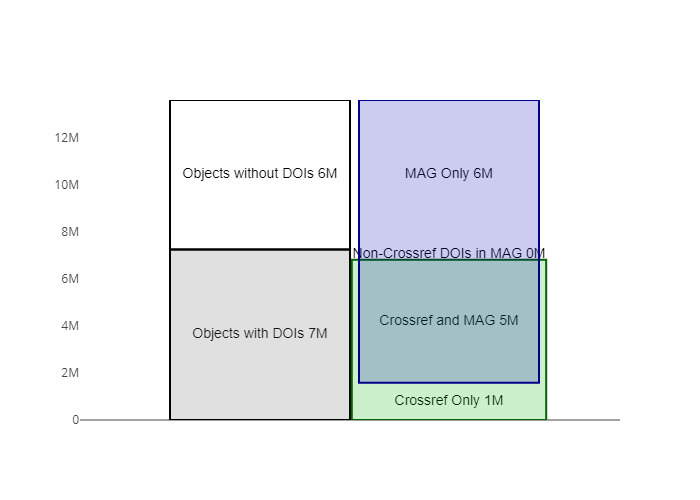 12M
10M
8M
6M
4M
2M
0
Objects without DOIs 6M
MAG Only 6M
Non-Crossref DOIs in MAG 0M
Objects with DOIs 7M
Crossref and MAG 5M
Crossref Only 1M